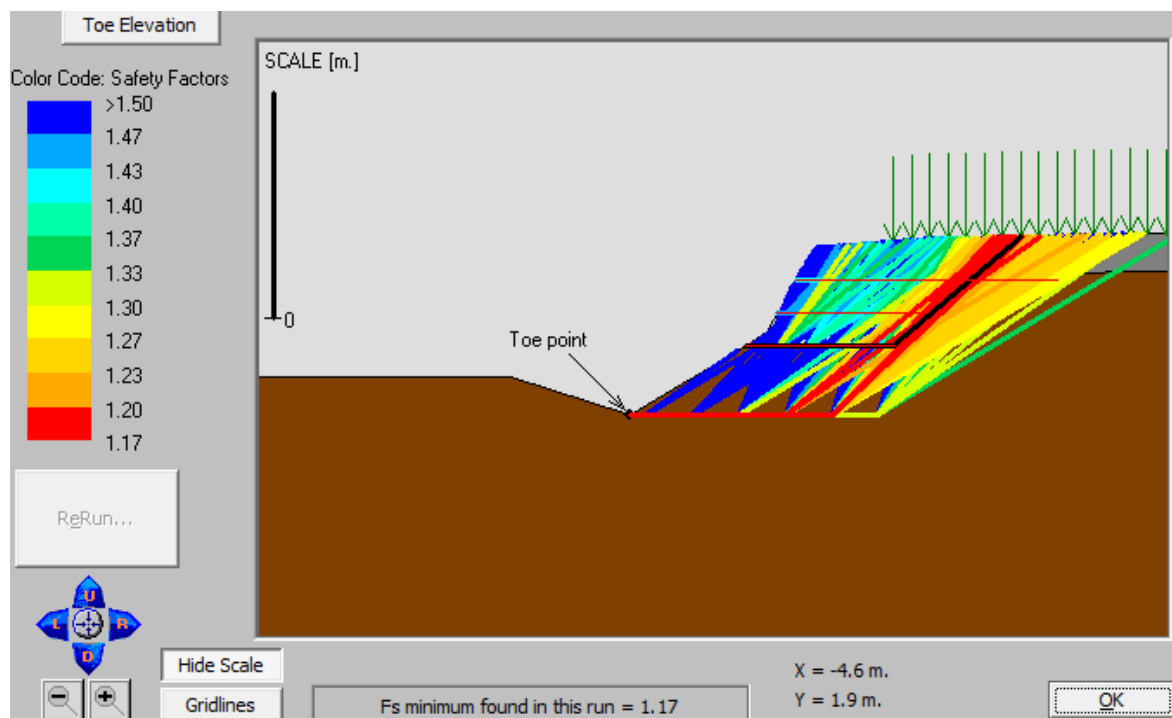 Toe Elevation
Color Code: Safety Factors
>1.50
1.47
1.43
1.40
1.37
1.33
1.30
1.27
1.23
1.20
1.17
ReRun...
U
L
R
D
Hide Scale
Gridlines
SCALE [m.]
0
Toe point
Fs minimum found in this run = 1.17
X = -4.6 m.
Y = 1.9 m.
OK